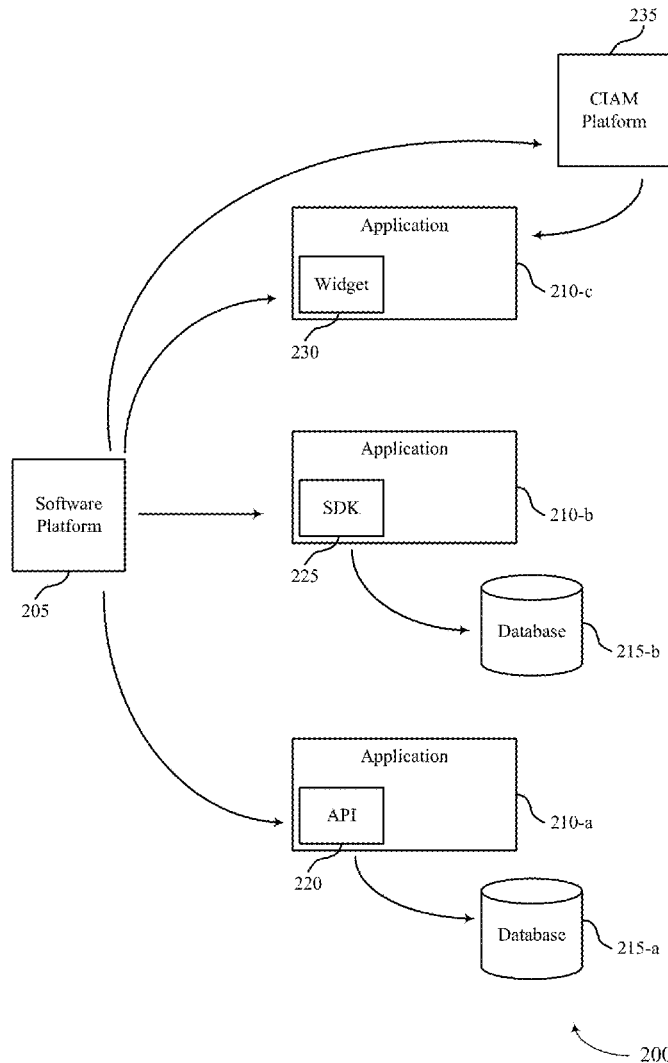 235
CIAM
Platform
Application
Widget
210-c
230
Application
Software
Platform
SDK
210-b
225
205
Database
215-b
Application
API
210-a
220
Database
215-a
200